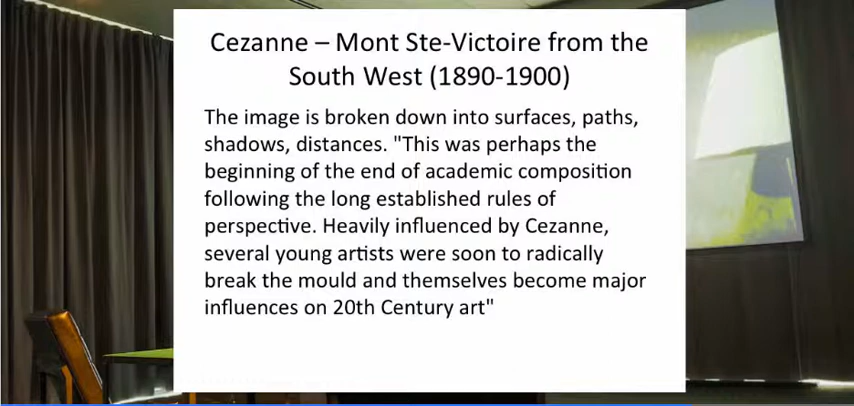 Cezanne – Mont Ste-Victoire from the
South West (1890-1900)
The image is broken down into surfaces, paths,
shadows, distances. "This was perhaps the
beginning of the end of academic composition
following the long established rules of
perspective. Heavily influenced by Cezanne,
several young artists were soon to radically
break the mould and themselves become major
influences on 20th Century art"